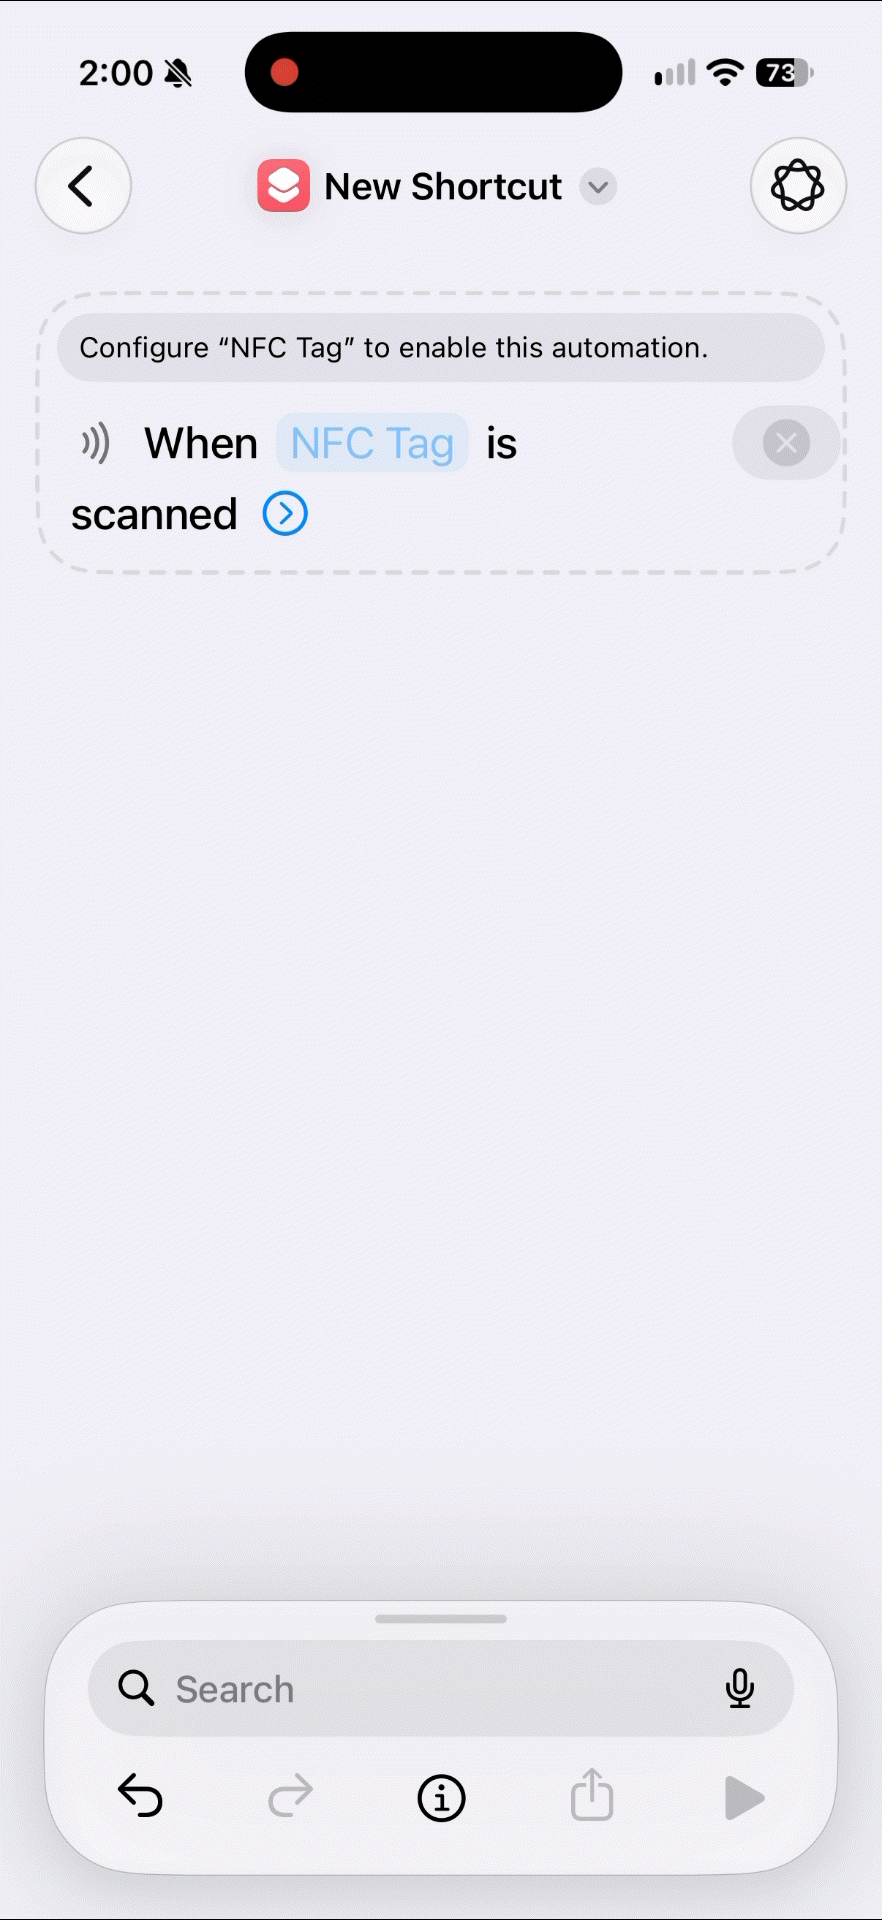 2:00
73
New Shortcut
Configure “NFC Tag” to enable this automation.
When NFC Tag is
scanned
Search